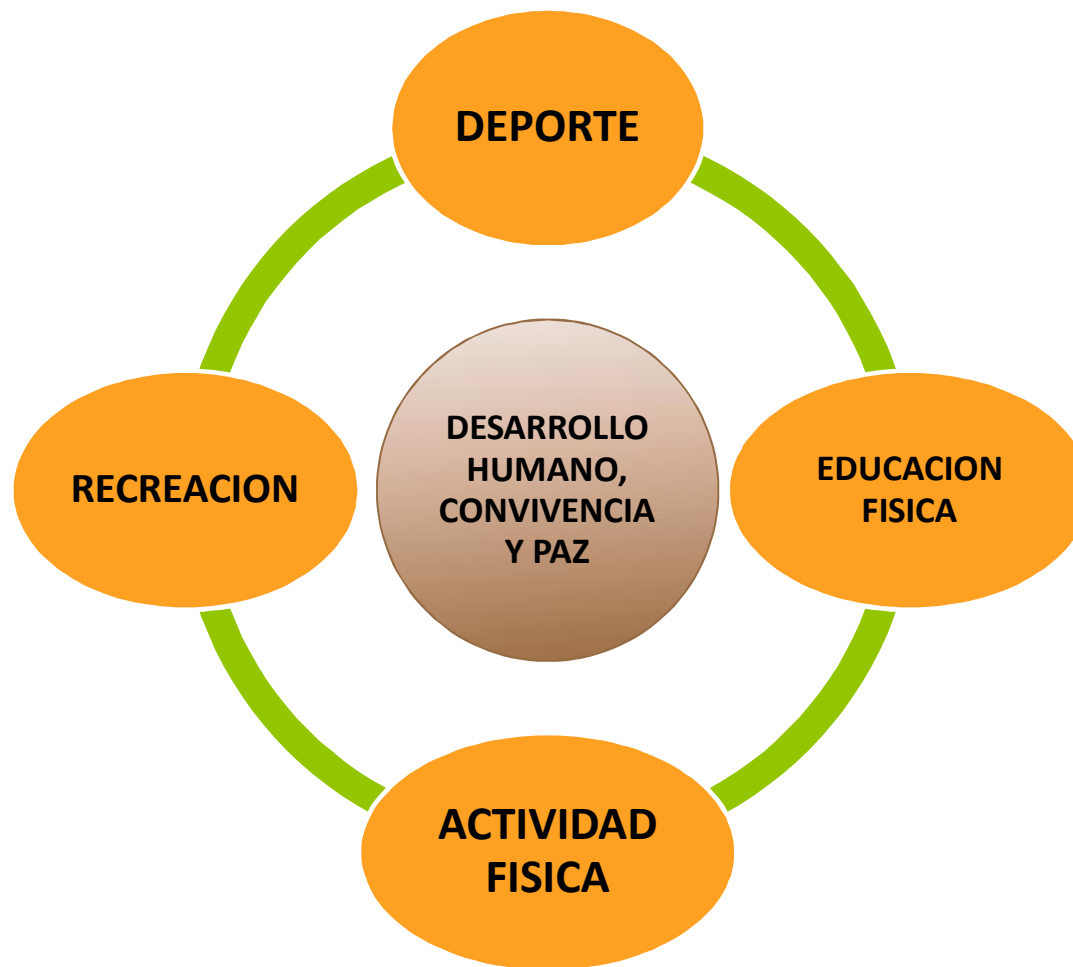 DEPORTE
RECREACION
DESARROLLO
HUMANO,
CONVIVENCIA
Y PAZ
EDUCACION
FISICA
ACTIVIDAD
FISICA